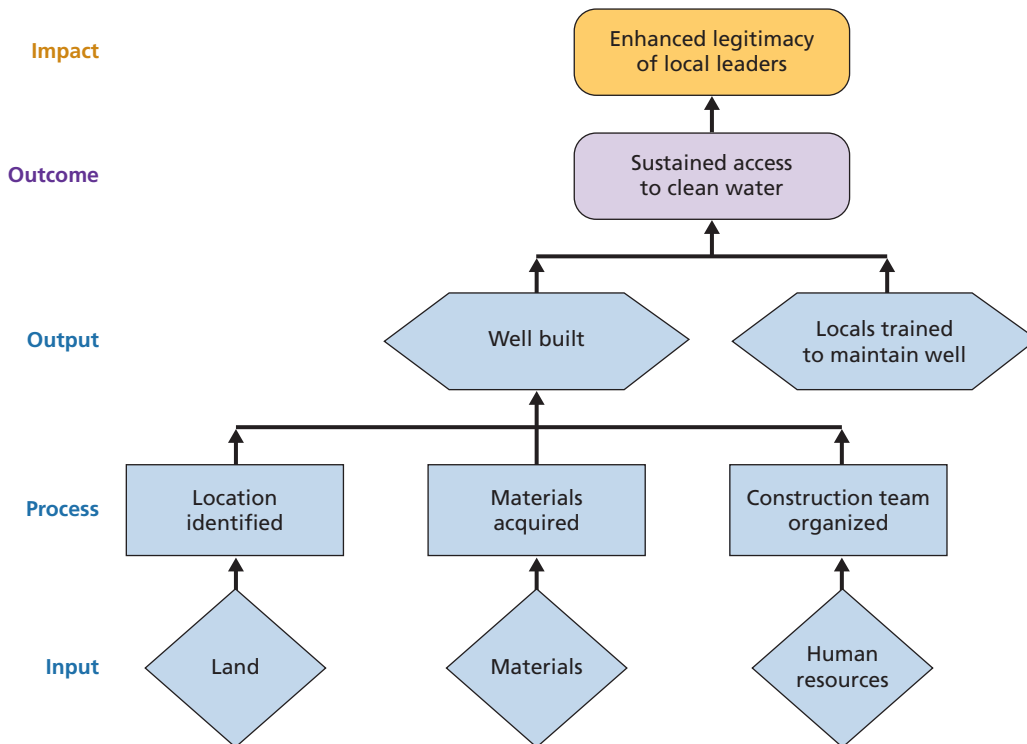 Impact
Enhanced legitimacy
of local leaders
Outcome
Sustained access
to clean water
Output
Well built
Locals trained
to maintain well
Process
Location
identified
Materials
acquired
Construction team
organized
Input
Land
Materials
Human
resources